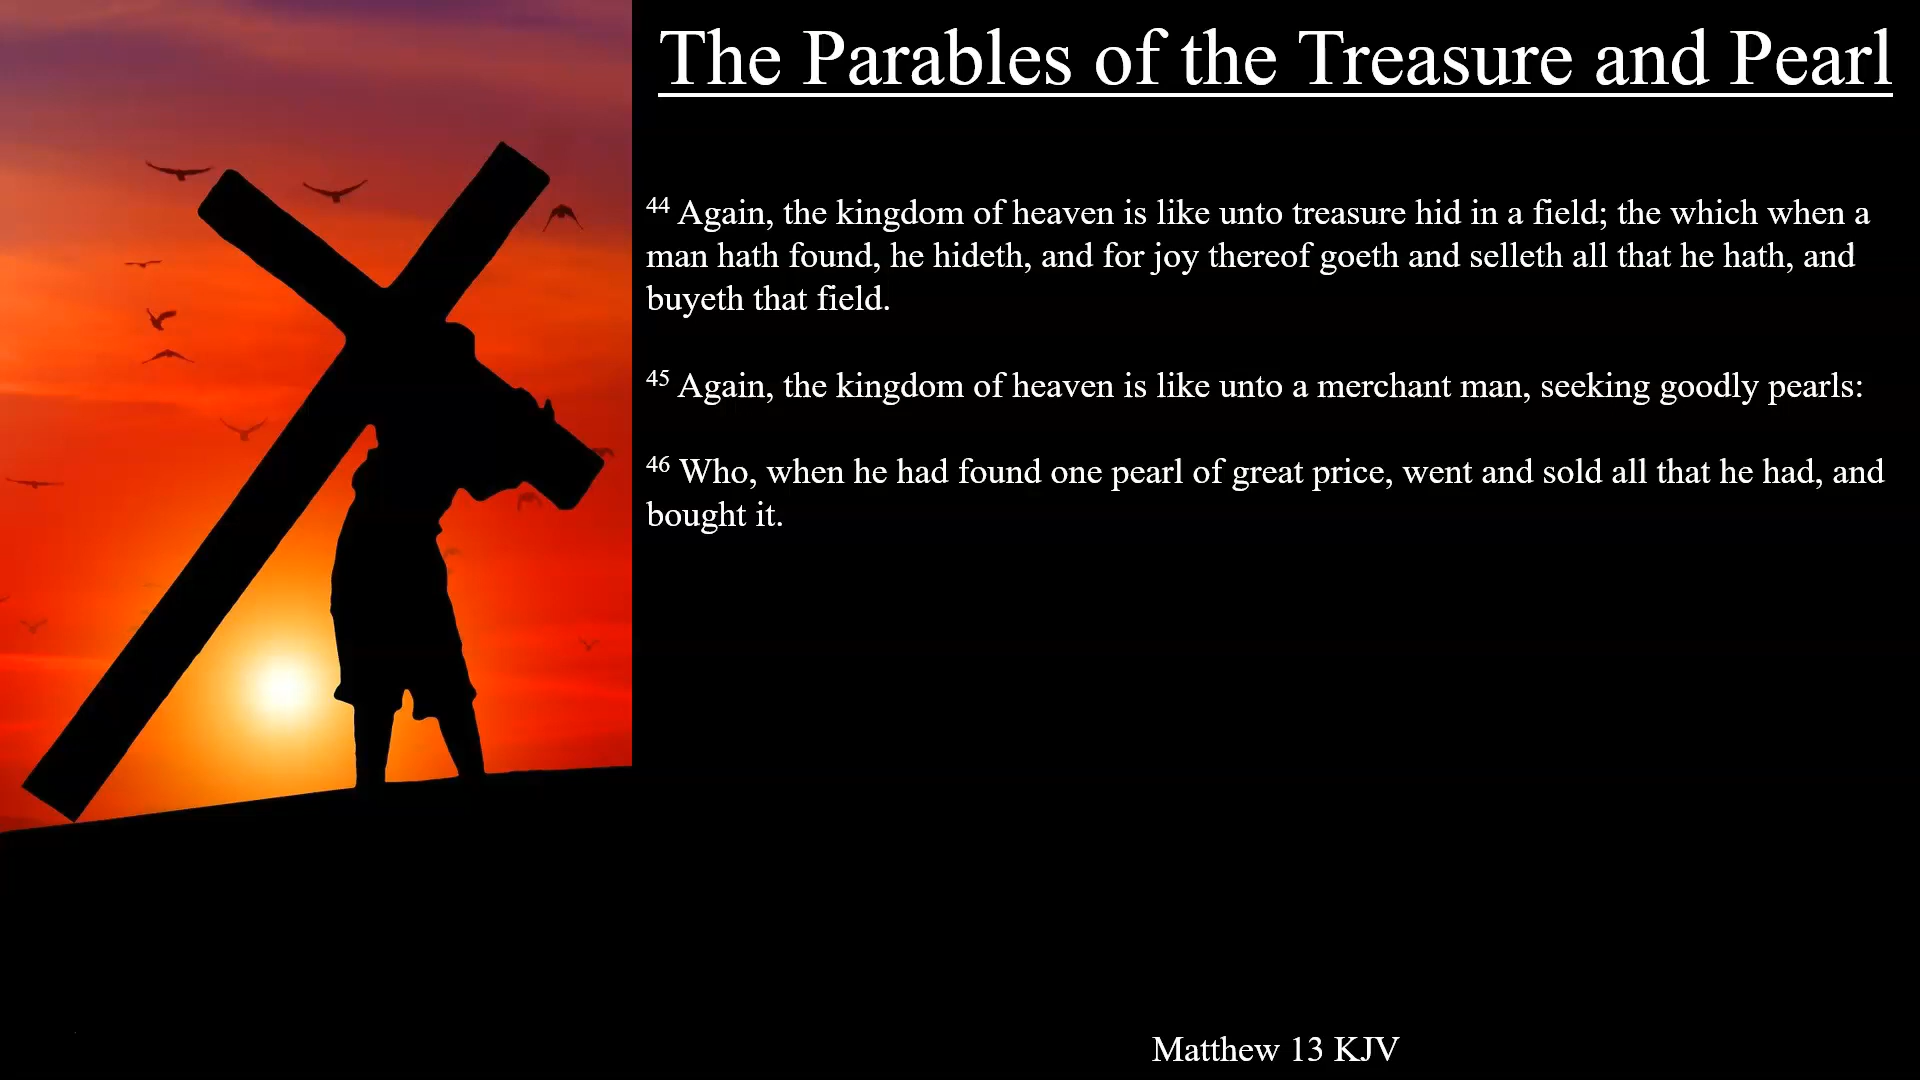 The Parables of the Treasure and Pearl
44 Again, the kingdom of heaven is like unto treasure hid in a field; the which when a
man hath found, he hideth, and for joy thereof goeth and selleth all that he hath, and
buyeth that field.
45 Again, the kingdom of heaven is like unto a merchant man, seeking goodly pearls:
46 Who, when he had found one pearl of great price, went and sold all that he had, and
bought it.
Matthew 13 KJV